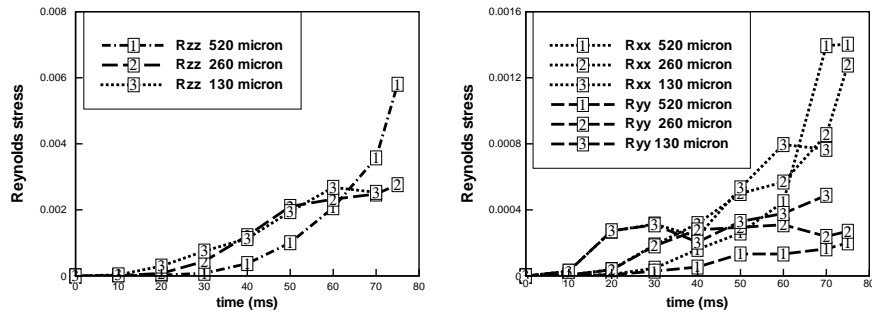 0.008
0.006
0.004
0.002
0
Reynolds stress
1 Rzz 520 micron
2 Rzz 260 micron
3 Rzz 130 micron
0 10 20 30 40 50 60 70 80
time (ms)
0.0016
0.0012
0.0008
0.0004
0
Reynolds stress
1 Rxx 520 micron
2 Rxx 260 micron
3 Rxx 130 micron
1 Ryy 520 micron
2 Ryy 260 micron
3 Ryy 130 micron
0 10 20 30 40 50 60 70 80
time (ms)